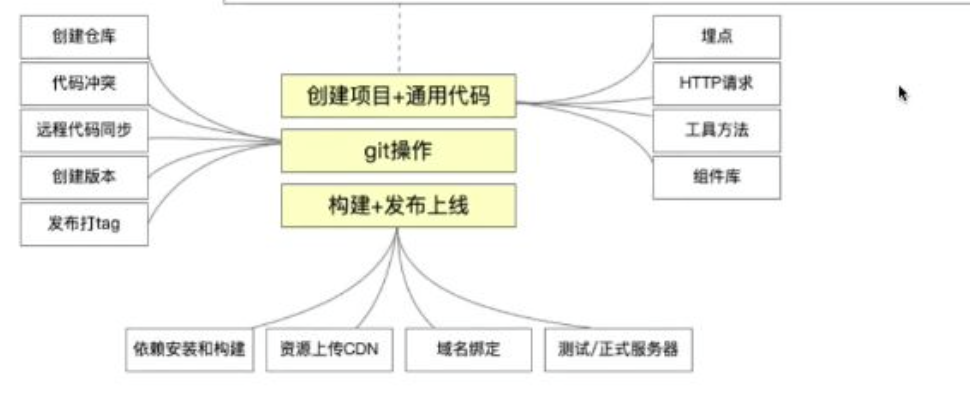 创建仓库
代码冲突
远程代码同步
创建版本
发布打tag
创建项目+通用代码
git操作
构建+发布上线
埋点
HTTP请求
工具方法
组件库
依赖安装和构建
资源上传CDN
域名绑定
测试/正式服务器